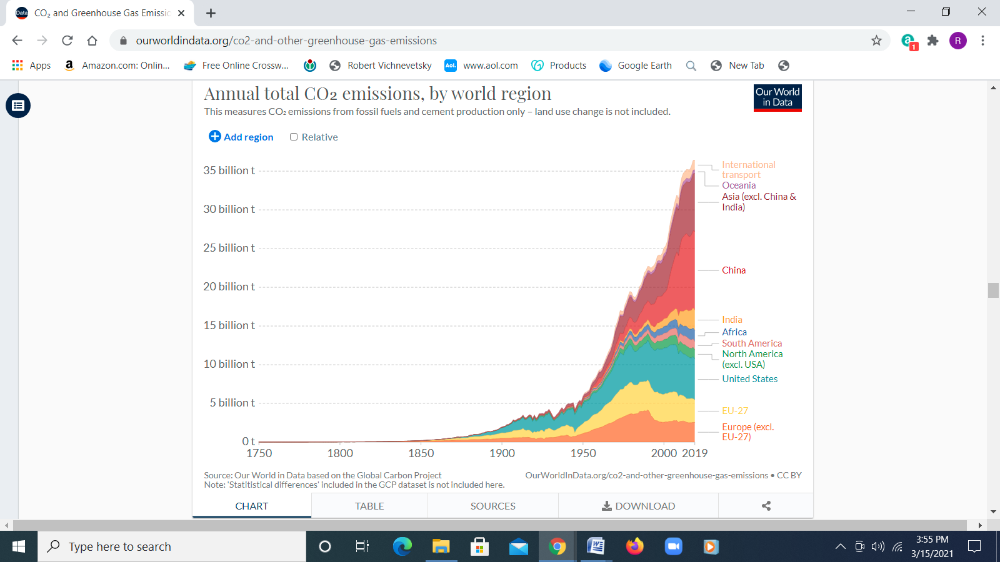 Data CO₂ and Greenhouse Gas Emissic
ourworldindata.org/co2-and-other-greenhouse-gas-emissions
a 1
R
Apps
a Amazon.com: Onlin...
Free Online Crossw...
Robert Vichnevetsky
Aol. www.aol.com
Products
Google Earth
New Tab
Annual total CO2 emissions, by world region
Our World
in Data
This measures CO₂ emissions from fossil fuels and cement production only – land use change is not included.
Add region
Relative
35 billion t
30 billion t
25 billion t
20 billion t
15 billion t
10 billion t
5 billion t
0 t
International
transport
Oceania
Asia (excl. China &
India)
China
India
Africa
South America
North America
(excl. USA)
United States
EU-27
Europe (excl.
EU-27)
1750 1800 1850 1900 1950 2000 2019
Source: Our World in Data based on the Global Carbon Project
OurWorldInData.org/co2-and-other-greenhouse-gas-emissions • CC BY
Note: 'Statitistical differences' included in the GCP dataset is not included here.
CHART TABLE SOURCES DOWNLOAD
Type here to search
W
3:55 PM
3/15/2021